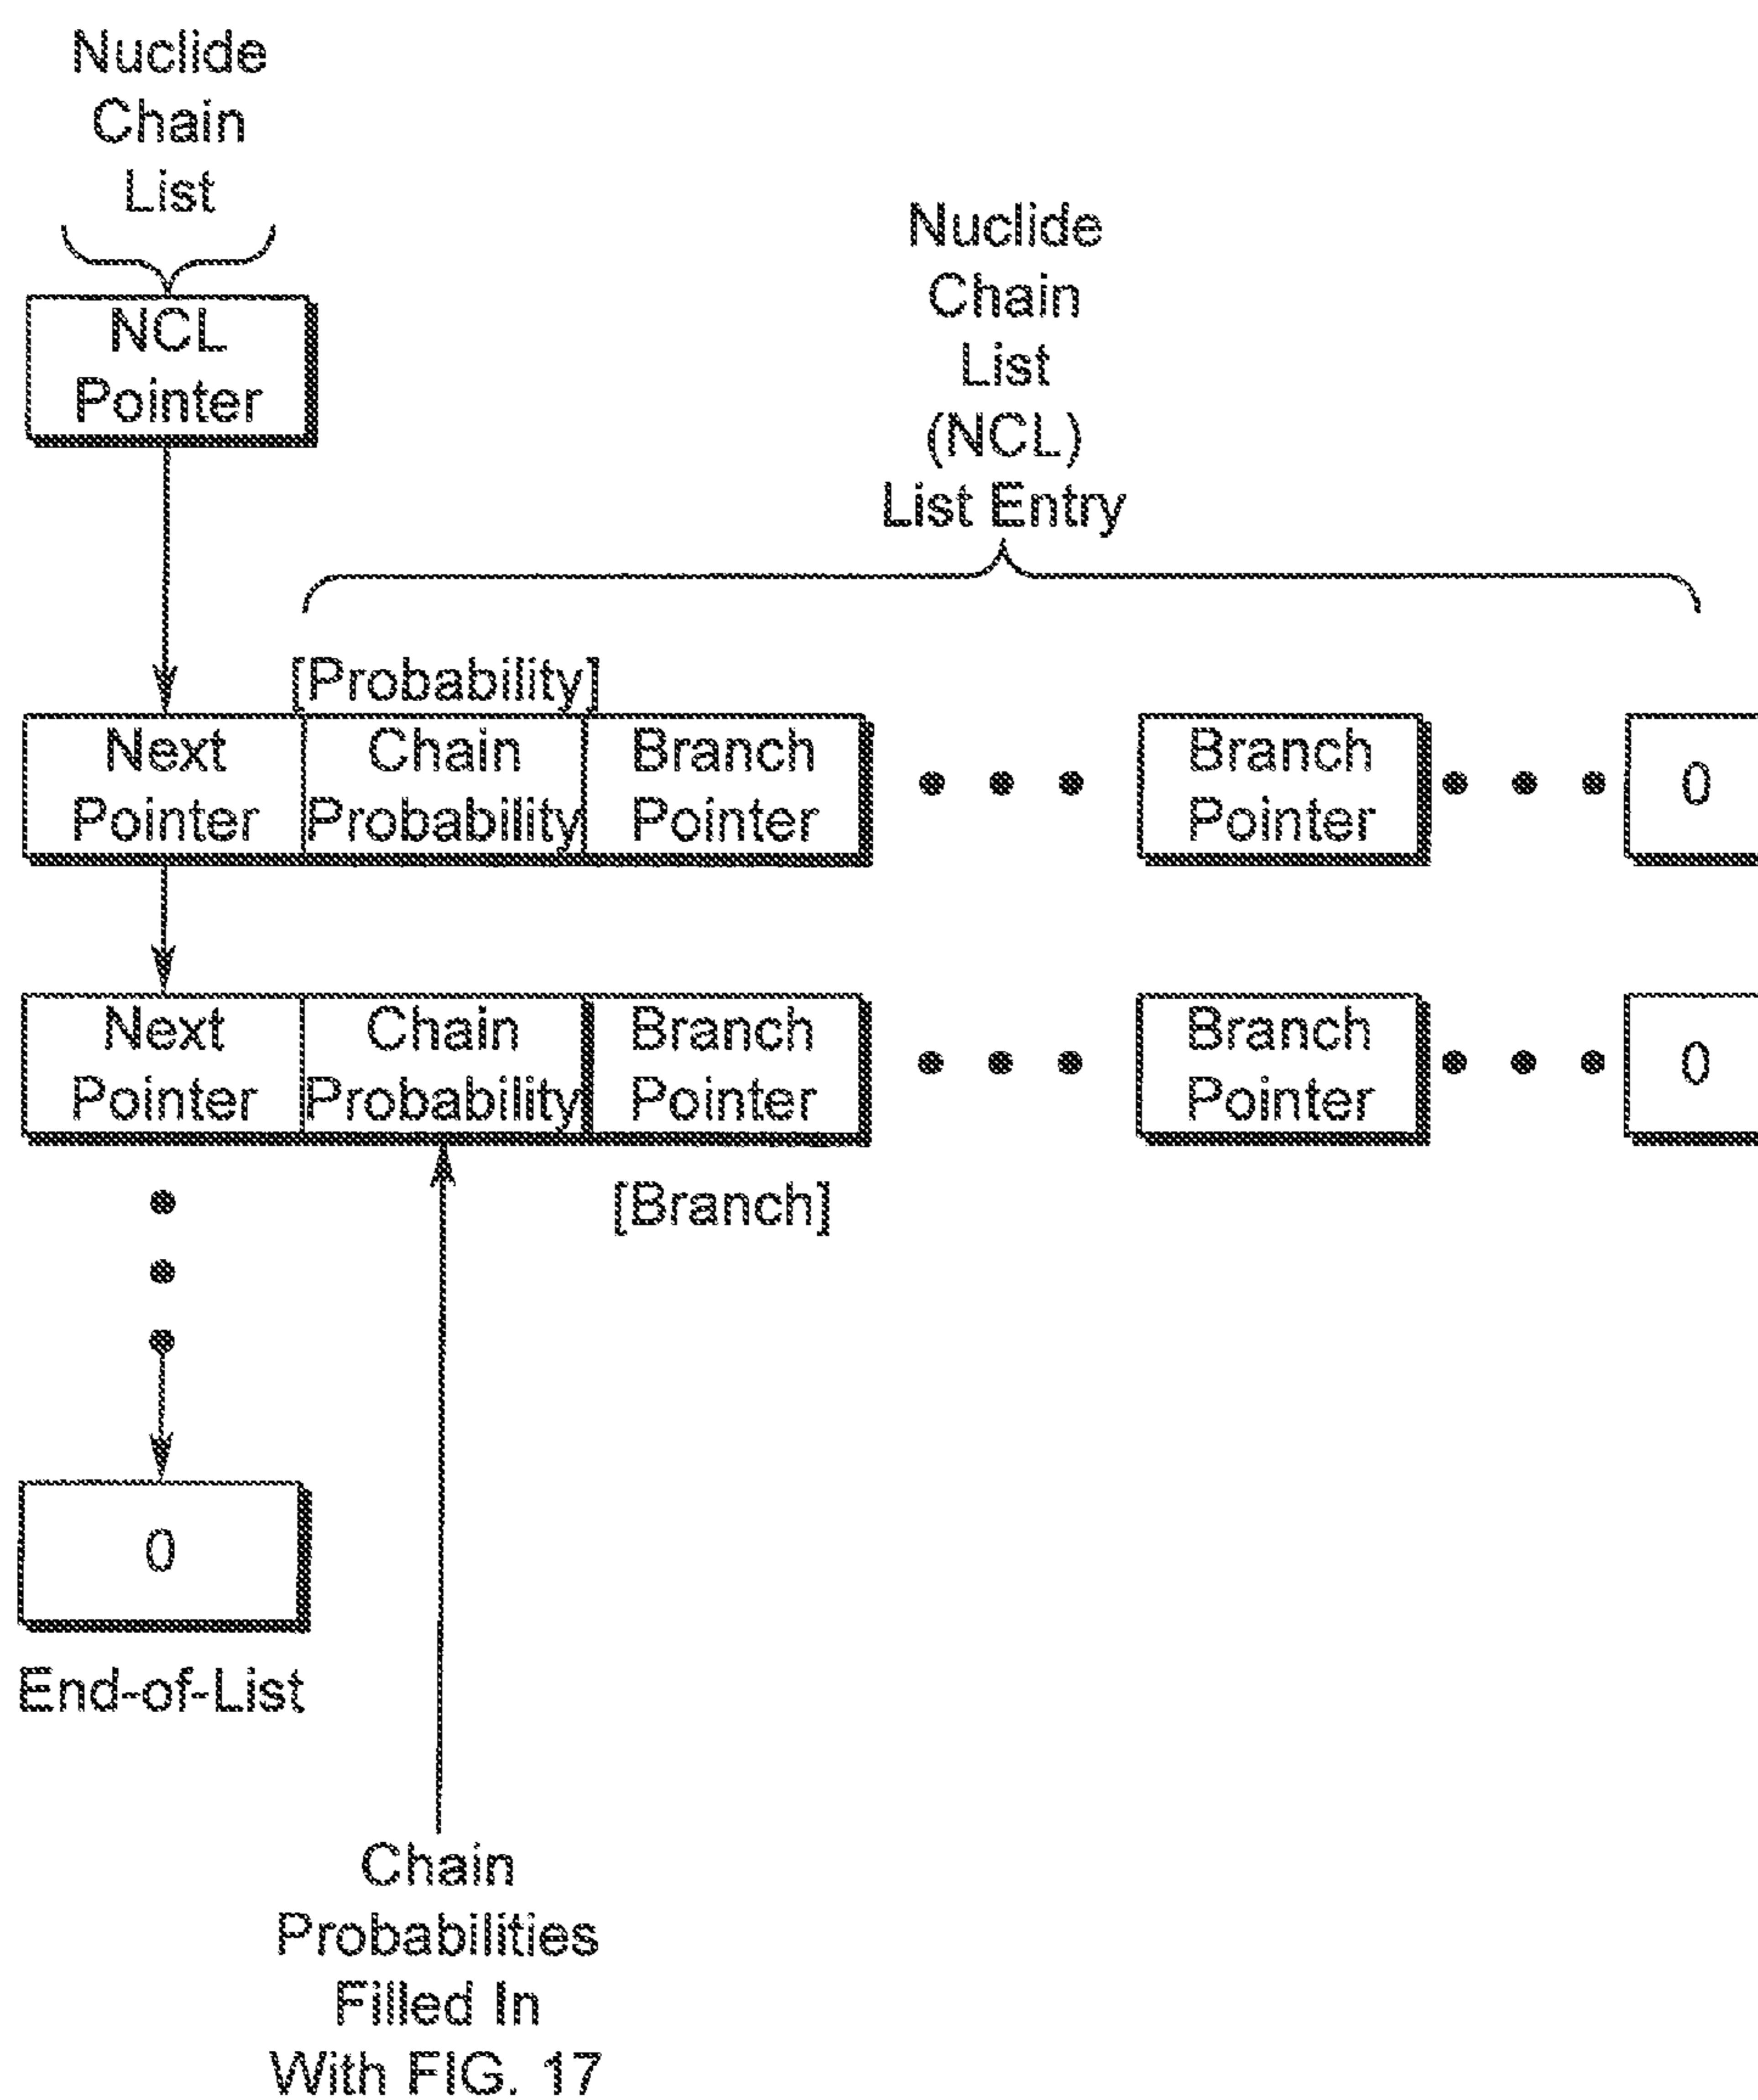 Nuclide
Chain
List
NCL
Pointer
Nuclide
Chain
List
(NCL)
List Entry
[Probability]
Next Chain Branch Branch
Pointer Probability Pointer Pointer 0
Next Chain Branch Branch
Pointer Probability Pointer Pointer 0
[Branch]
0
End-of-List
Chain
Probabilities
Filled In
With FIG. 17